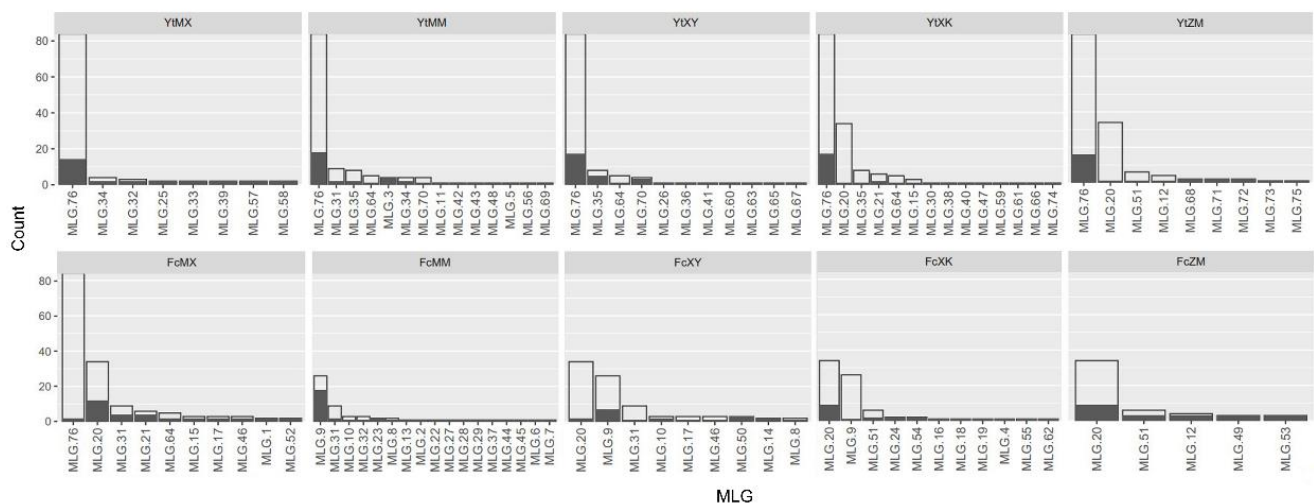 YtMX YtMM YtXY YtXK YtZM
80
60
40
20
0
MLG.76 MLG.34 MLG.32 MLG.25 MLG.33 MLG.39 MLG.57 MLG.58
MLG.76 MLG.31 MLG.35 MLG.64 MLG.3 MLG.34 MLG.70 MLG.11 MLG.42 MLG.43 MLG.48 MLG.5 MLG.56 MLG.69
MLG.76 MLG.35 MLG.64 MLG.70 MLG.26 MLG.36 MLG.41 MLG.60 MLG.63 MLG.65 MLG.67
MLG.76 MLG.20 MLG.35 MLG.21 MLG.64 MLG.15 MLG.30 MLG.38 MLG.40 MLG.47 MLG.59 MLG.61 MLG.66 MLG.74
MLG.76 MLG.20 MLG.51 MLG.12 MLG.68 MLG.71 MLG.72 MLG.73 MLG.75
Count
FcMX FcMM FcXY FcXK FcZM
80
60
40
20
0
MLG.76 MLG.20 MLG.31 MLG.21 MLG.64 MLG.15 MLG.17 MLG.46 MLG.1 MLG.52
MLG.9 MLG.31 MLG.10 MLG.32 MLG.23 MLG.8 MLG.13 MLG.2 MLG.22 MLG.27 MLG.28 MLG.29 MLG.37 MLG.44 MLG.45 MLG.6 MLG.7
MLG.20 MLG.9 MLG.31 MLG.10 MLG.17 MLG.46 MLG.50 MLG.14 MLG.8
MLG.20 MLG.9 MLG.51 MLG.24 MLG.54 MLG.16 MLG.18 MLG.19 MLG.4 MLG.55 MLG.62
MLG.20 MLG.51 MLG.12 MLG.49 MLG.53
MLG